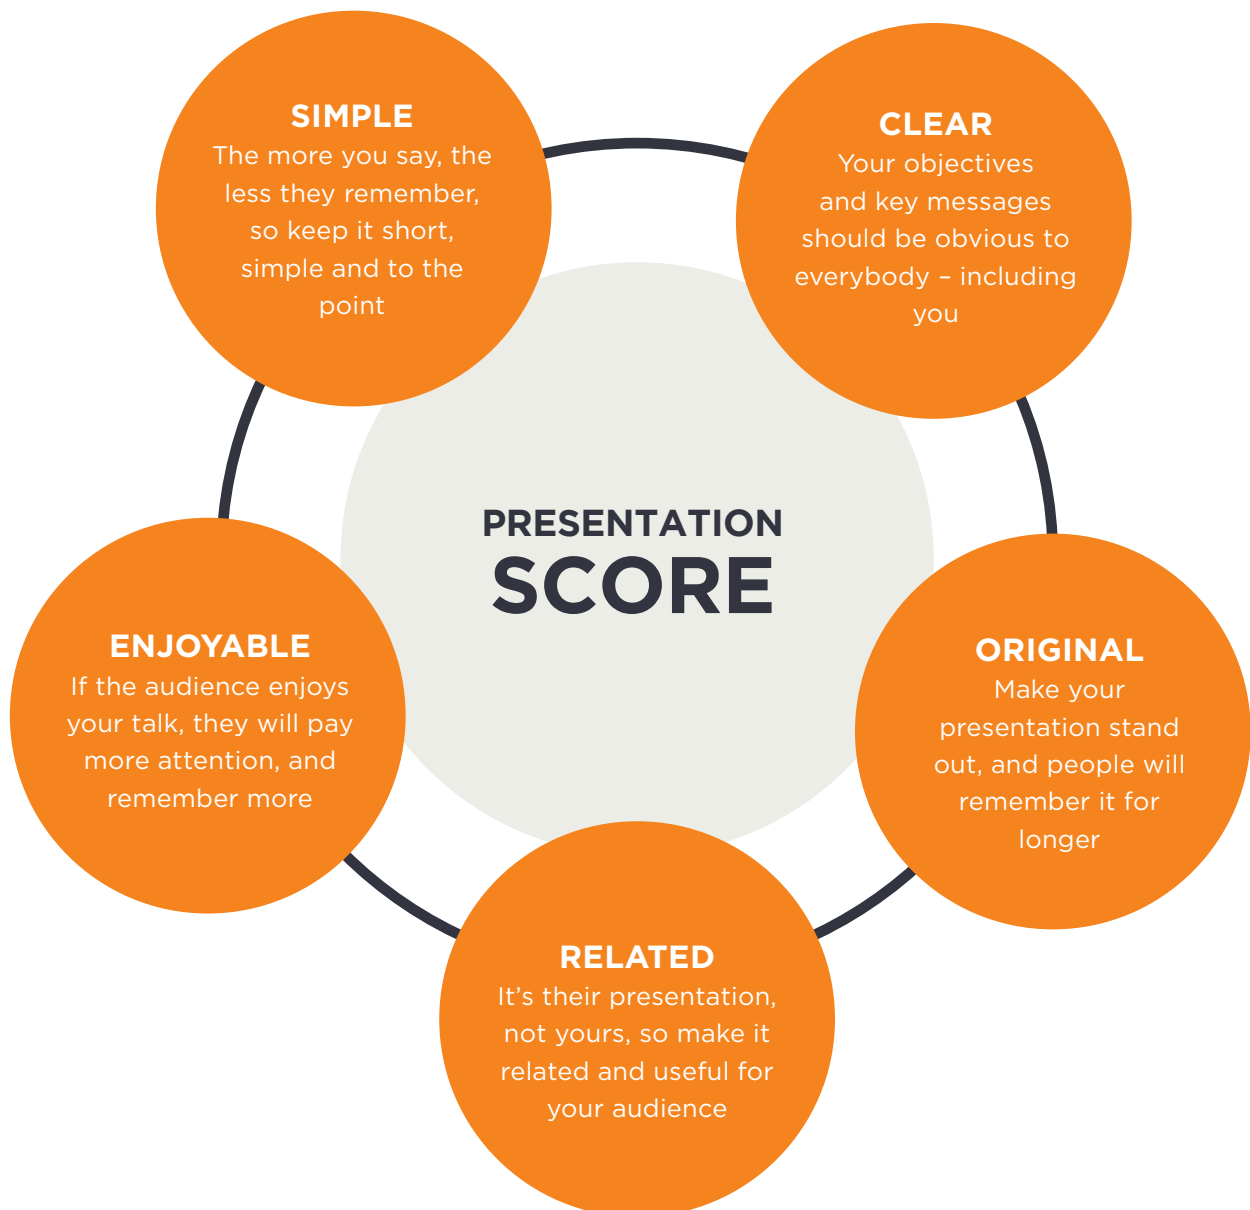 SIMPLE
The more you say, the
less they remember,
so keep it short,
simple and to the
point
CLEAR
Your objectives
and key messages
should be obvious to
everybody – including
you
PRESENTATION
SCORE
ENJOYABLE
If the audience enjoys
your talk, they will pay
more attention, and
remember more
ORIGINAL
Make your
presentation stand
out, and people will
remember it for
longer
RELATED
It’s their presentation,
not yours, so make it
related and useful for
your audience